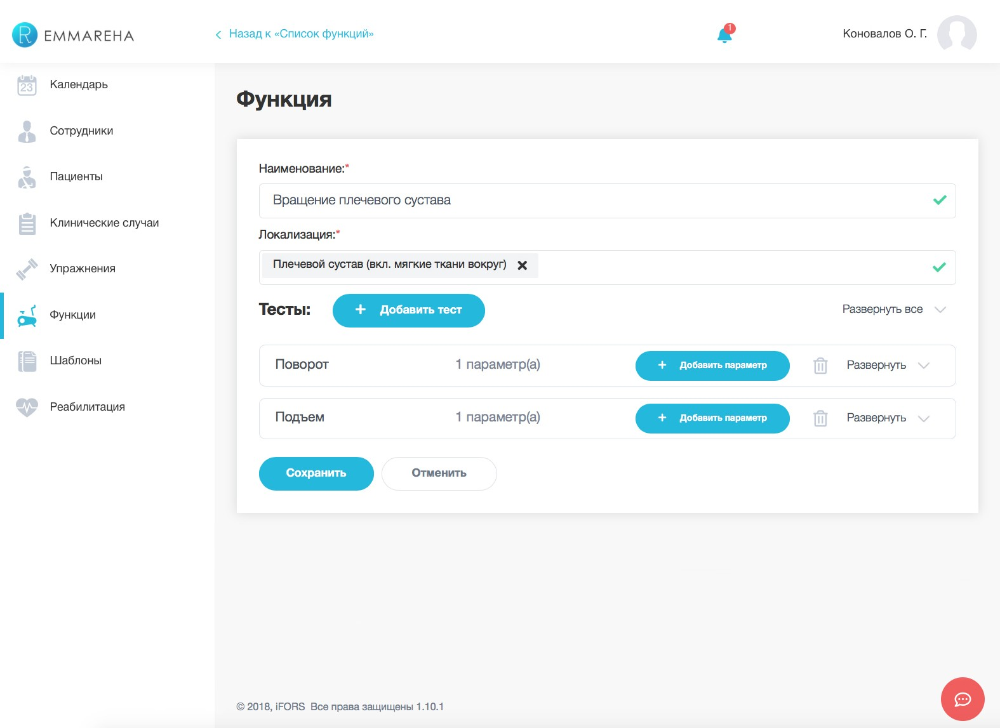 REMMAREHA
Назад к «Список функций»
1
Коновалов О. Г.
23
Календарь
Сотрудники
Пациенты
Клинические случаи
Упражнения
Функции
Шаблоны
Реабилитация
Функция
Наименование:*
Вращение плечевого сустава
Локализация:*
Плечевой сустав (вкл. мягкие ткани вокруг)
Тесты:
+ Добавить тест
Развернуть все
Поворот
1 параметр(а)
+ Добавить параметр
Развернуть
Подъем
1 параметр(а)
+ Добавить параметр
Развернуть
Сохранить
Отменить
© 2018, iFORS Все права защищены 1.10.1